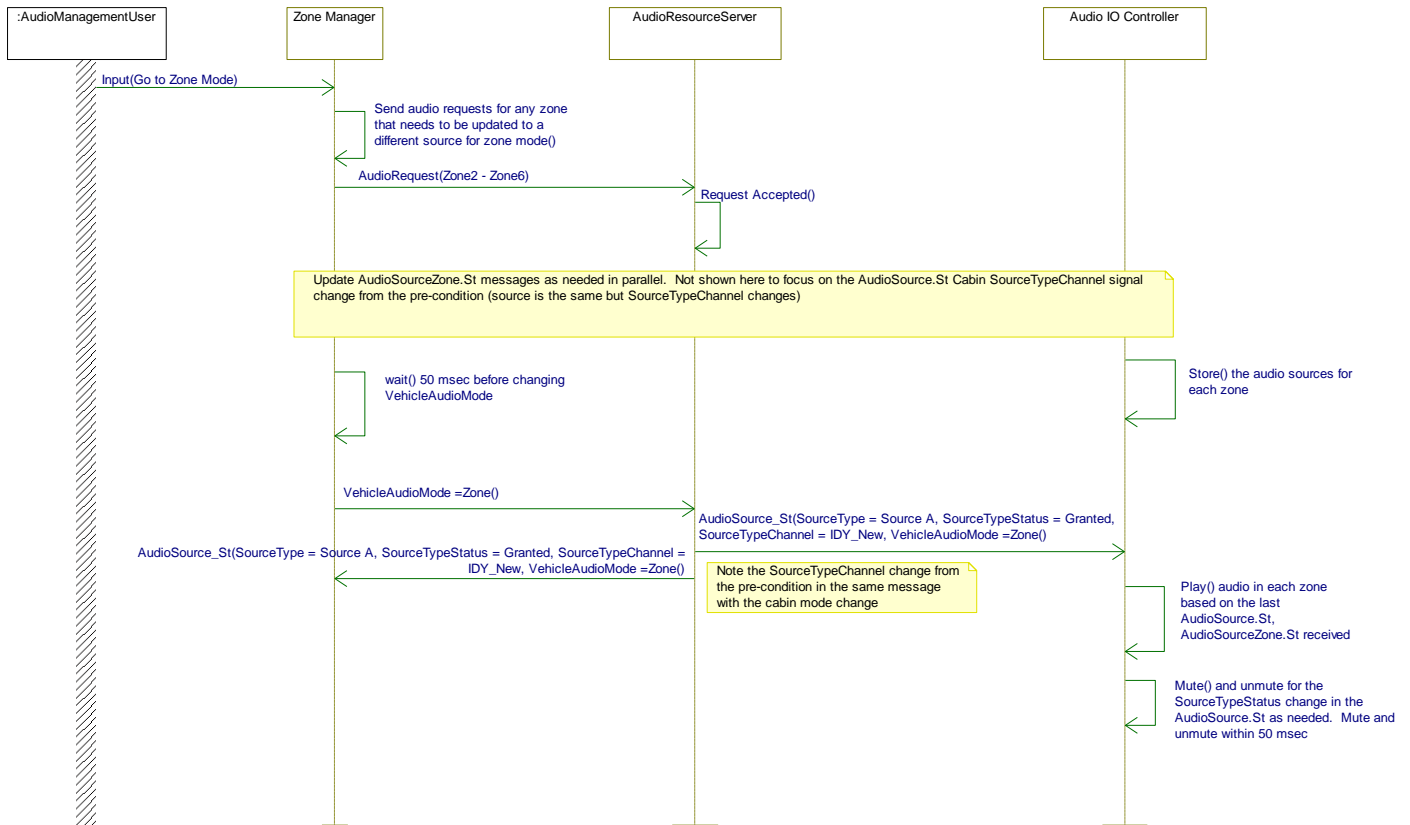 :AudioManagementUser
Zone Manager
AudioResourceServer
Audio IO Controller
Input(Go to Zone Mode)
Send audio requests for any zone
that needs to be updated to a
different source for zone mode()
AudioRequest(Zone2 - Zone6)
Request Accepted()
Update AudioSourceZone.St messages as needed in parallel.  Not shown here to focus on the AudioSource.St Cabin SourceTypeChannel signal
change from the pre-condition (source is the same but SourceTypeChannel changes)
wait() 50 msec before changing
VehicleAudioMode
Store() the audio sources for
each zone
VehicleAudioMode =Zone()
AudioSource_St(SourceType = Source A, SourceTypeStatus = Granted,
SourceTypeChannel = IDY_New, VehicleAudioMode =Zone()
AudioSource_St(SourceType = Source A, SourceTypeStatus = Granted, SourceTypeChannel =
IDY_New, VehicleAudioMode =Zone()
Note the SourceTypeChannel change from
the pre-condition in the same message
with the cabin mode change
Play() audio in each zone
based on the last
AudioSource.St,
AudioSourceZone.St received
Mute() and unmute for the
SourceTypeStatus change in the
AudioSource.St as needed.  Mute and
unmute within 50 msec